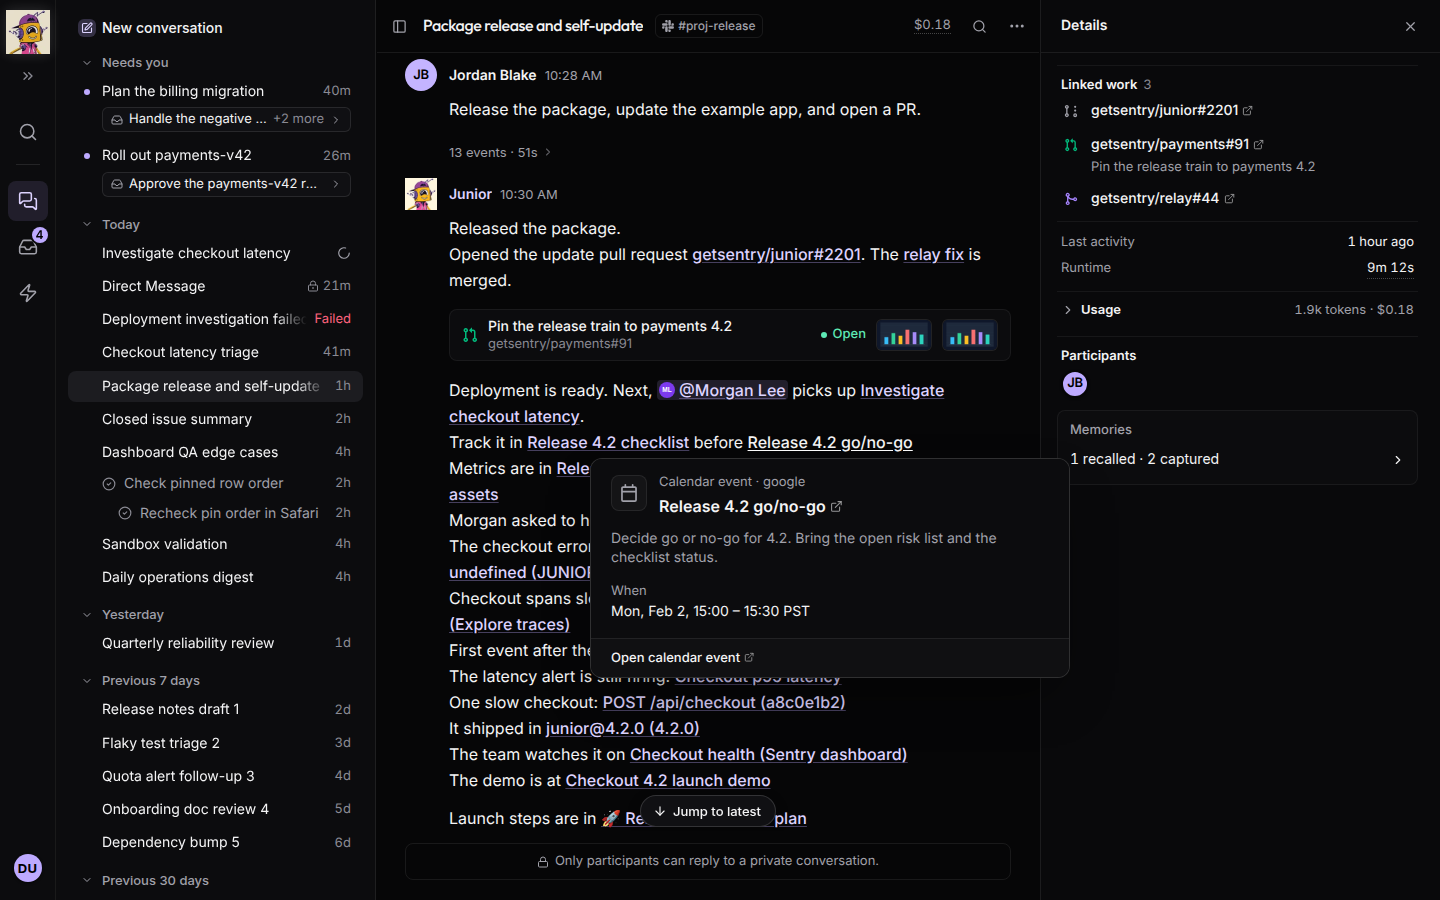 New conversation
Needs you
Plan the billing migration 40m
Handle the negative ... +2 more
Roll out payments-v42 26m
Approve the payments-v42 r...
Today
Investigate checkout latency
Direct Message 21m
Deployment investigation failed Failed
Checkout latency triage 41m
Package release and self-update 1h
Closed issue summary 2h
Dashboard QA edge cases 4h
Check pinned row order 2h
Recheck pin order in Safari 2h
Sandbox validation 4h
Daily operations digest 4h
Yesterday
Quarterly reliability review 1d
Previous 7 days
Release notes draft 1 2d
Flaky test triage 2 3d
Quota alert follow-up 3 4d
Onboarding doc review 4 5d
Dependency bump 5 6d
Previous 30 days
4
DU
Package release and self-update #proj-release $0.18
JB Jordan Blake 10:28 AM
Release the package, update the example app, and open a PR.
13 events · 51s
Junior 10:30 AM
Released the package.
Opened the update pull request getsentry/junior#2201. The relay fix is
merged.
Pin the release train to payments 4.2
getsentry/payments#91
Open
Deployment is ready. Next, ML @Morgan Lee picks up Investigate
checkout latency.
Track it in Release 4.2 checklist before Release 4.2 go/no-go
Metrics are in Rele
assets
Morgan asked to h
The checkout erro
undefined (JUNIOR
Checkout spans slo
(Explore traces)
First event after the
The latency alert is still firing: Checkout p95 latency
One slow checkout: POST /api/checkout (a8c0e1b2)
It shipped in junior@4.2.0 (4.2.0)
The team watches it on Checkout health (Sentry dashboard)
The demo is at Checkout 4.2 launch demo
Launch steps are in 🚀 Re plan
Jump to latest
Only participants can reply to a private conversation.
Calendar event · google
Release 4.2 go/no-go
Decide go or no-go for 4.2. Bring the open risk list and the
checklist status.
When
Mon, Feb 2, 15:00 – 15:30 PST
Open calendar event
Details
Linked work 3
getsentry/junior#2201
getsentry/payments#91
Pin the release train to payments 4.2
getsentry/relay#44
Last activity 1 hour ago
Runtime 9m 12s
Usage 1.9k tokens · $0.18
Participants
JB
Memories
1 recalled · 2 captured